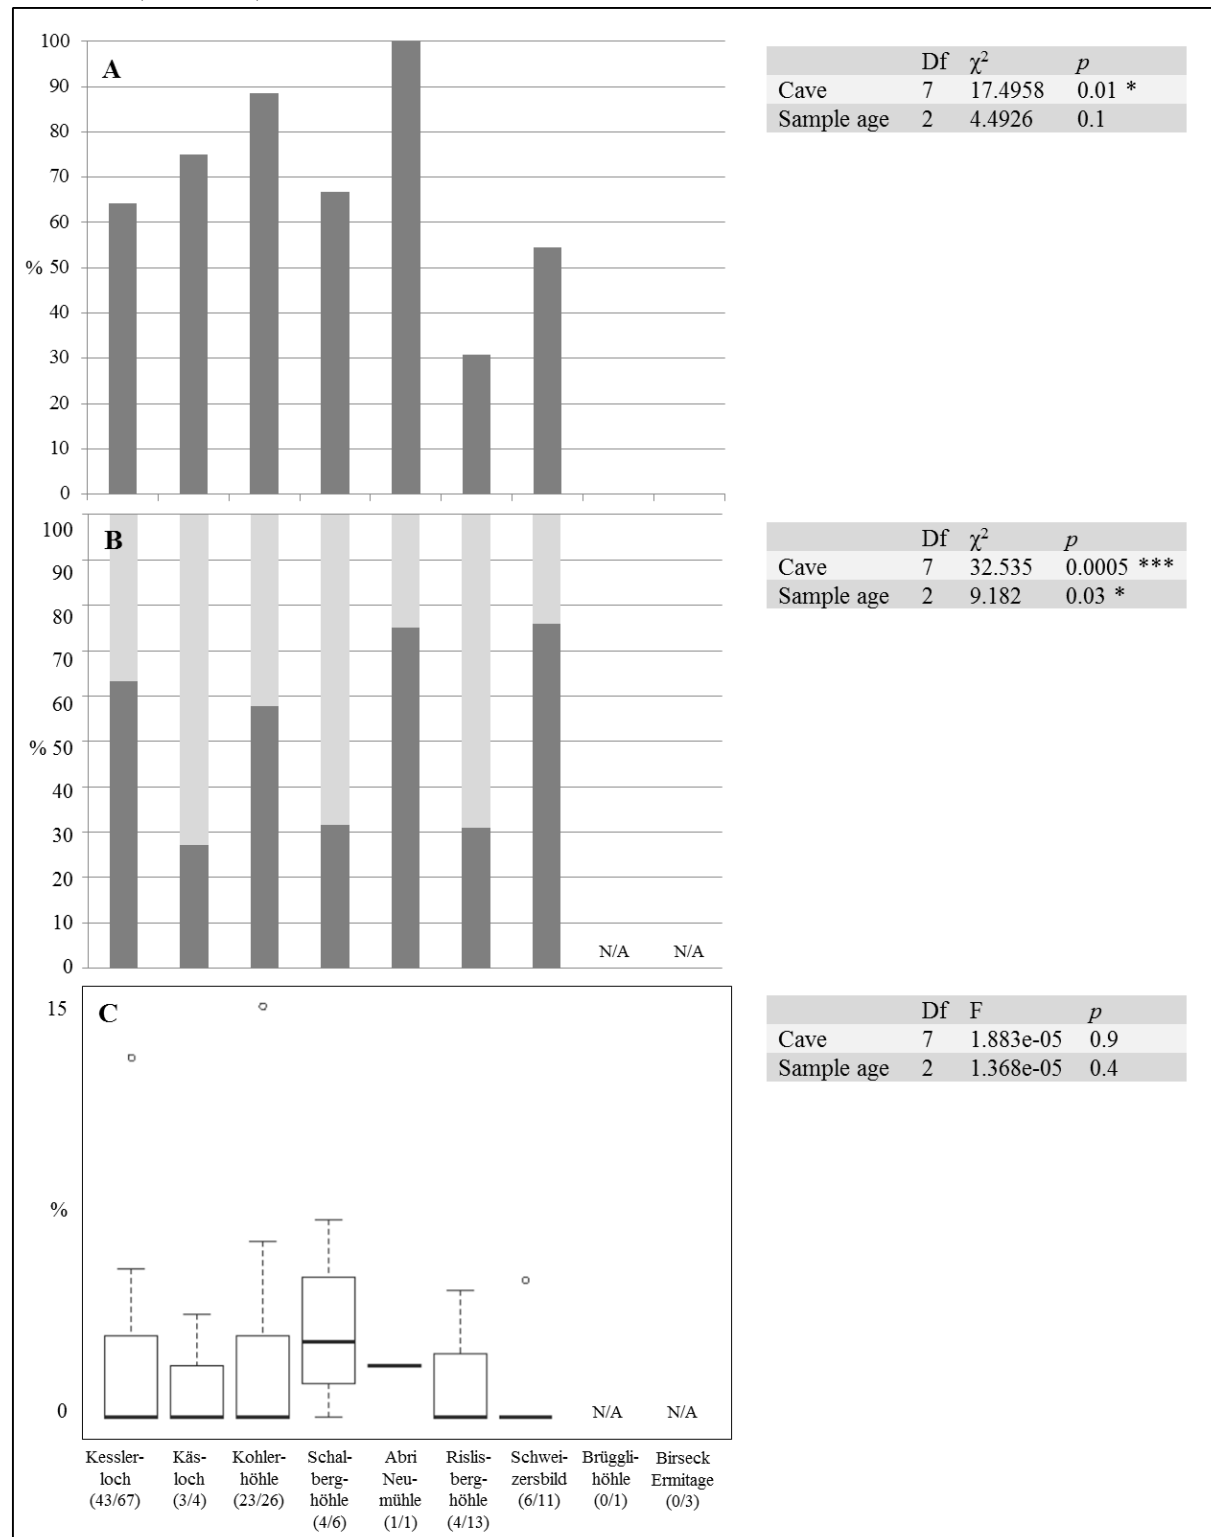 100
A
90
80
70
60
% 50
40
30
20
10
0
Df χ² p
Cave 7 17.4958 0.01 *
Sample age 2 4.4926 0.1
100
B
90
80
70
60
% 50
40
30
20
10
0
N/A N/A
Df χ² p
Cave 7 32.535 0.0005 ***
Sample age 2 9.182 0.03 *
15
C
%
0
N/A N/A
Df F p
Cave 7 1.883e-05 0.9
Sample age 2 1.368e-05 0.4
Kessler-
loch
(43/67)
Käs-
loch
(3/4)
Kohler-
höhle
(23/26)
Schal-
berg-
höhle
(4/6)
Abri
Neu-
mühle
(1/1)
Rislis-
berg-
höhle
(4/13)
Schwei-
zersbild
(6/11)
Brüggli-
höhle
(0/1)
Birseck
Ermitage
(0/3)